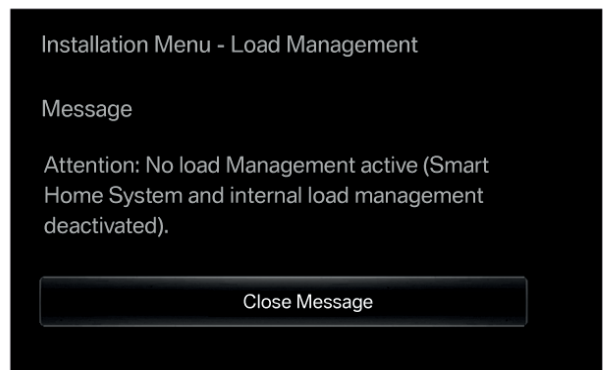 Installation Menu - Load Management
Message
Attention: No load Management active (Smart
Home System and internal load management
deactivated).
Close Message